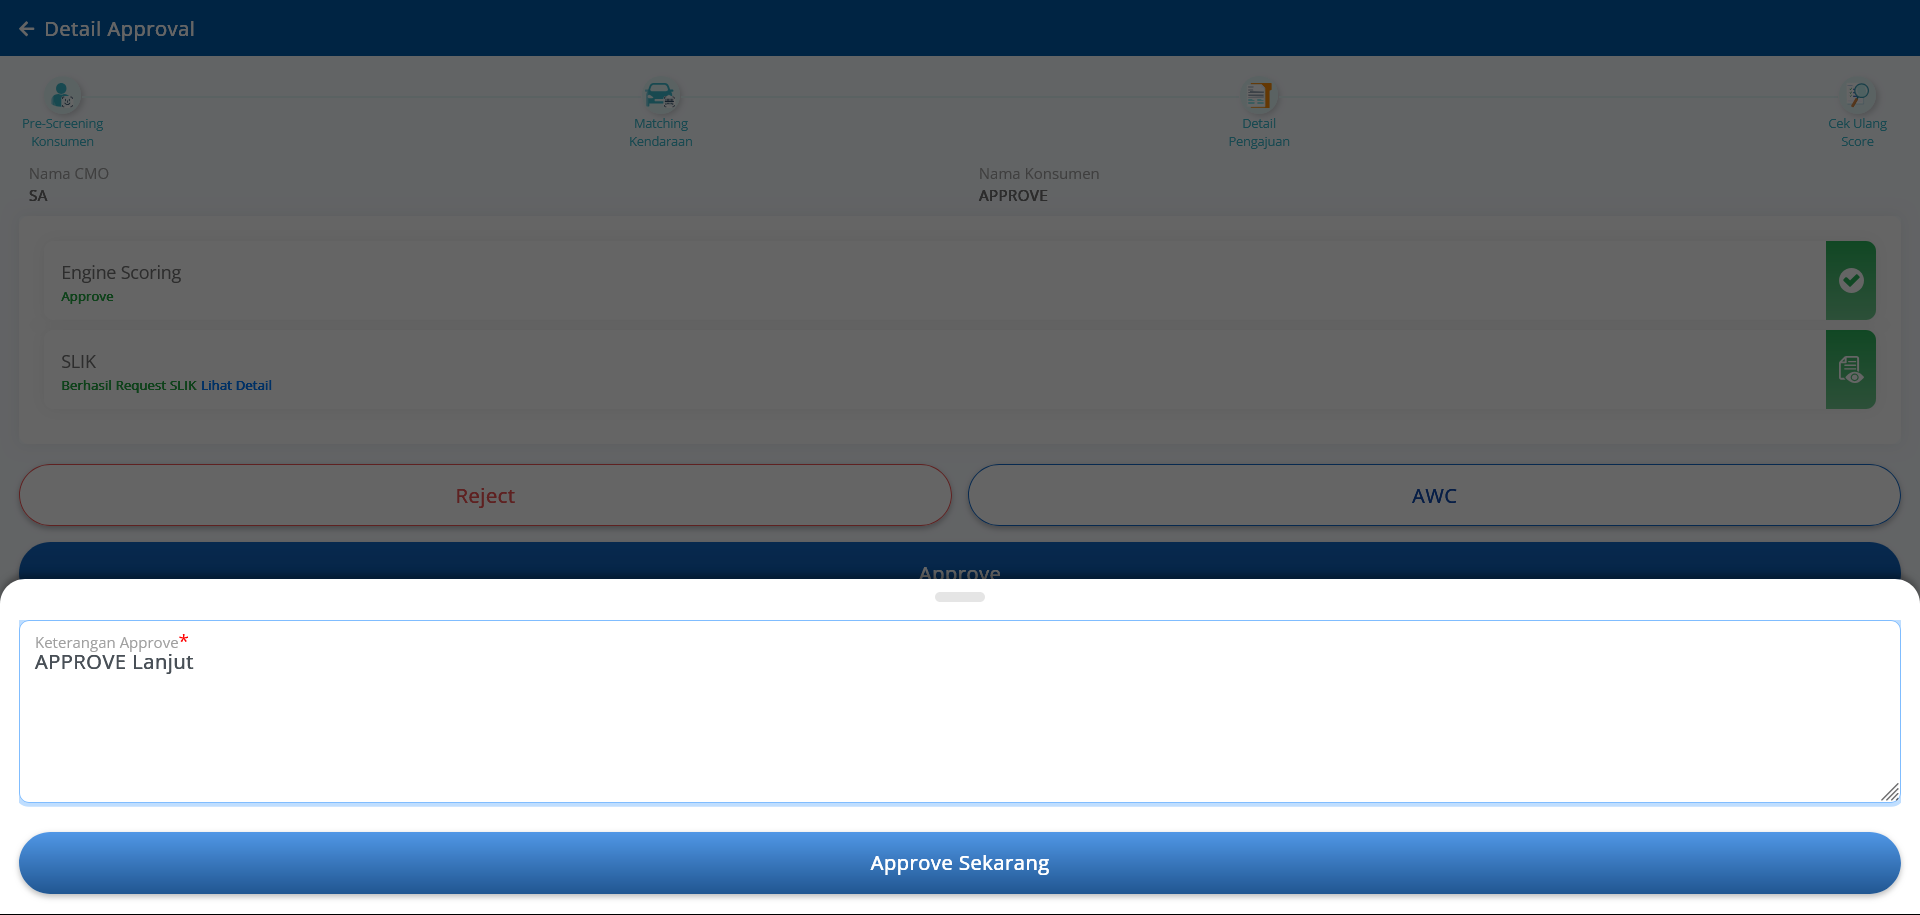 Detail Approval
Pre-Screening
Konsumen
Matching
Kendaraan
Detail
Pengajuan
Cek Ulang
Score
Nama CMO
SA
Nama Konsumen
APPROVE
Engine Scoring
Approve
SLIK
Berhasil Request SLIK Lihat Detail
Reject
AWC
Approve
Keterangan Approve*
APPROVE Lanjut
Approve Sekarang